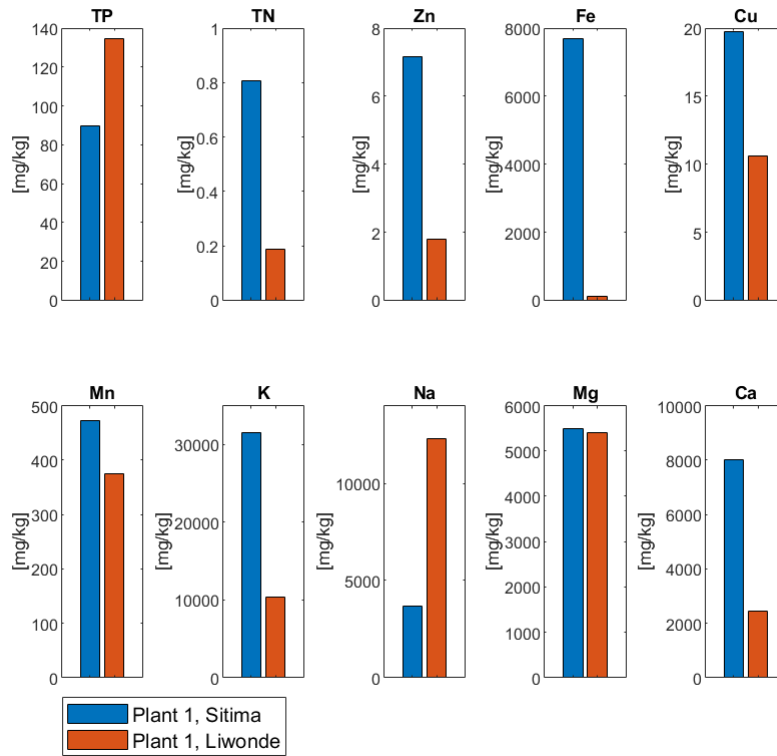 TP
TN
Zn
Fe
Cu
140
120
100
80
60
40
20
0
[mg/kg]
1
0.8
0.6
0.4
0.2
0
[mg/kg]
8
6
4
2
0
[mg/kg]
8000
6000
4000
2000
0
[mg/kg]
20
15
10
5
0
[mg/kg]
Mn
K
Na
Mg
Ca
500
400
300
200
100
0
[mg/kg]
30000
20000
10000
0
[mg/kg]
10000
5000
0
[mg/kg]
6000
5000
4000
3000
2000
1000
0
[mg/kg]
10000
8000
6000
4000
2000
0
[mg/kg]
Plant 1, Sitima
Plant 1, Liwonde